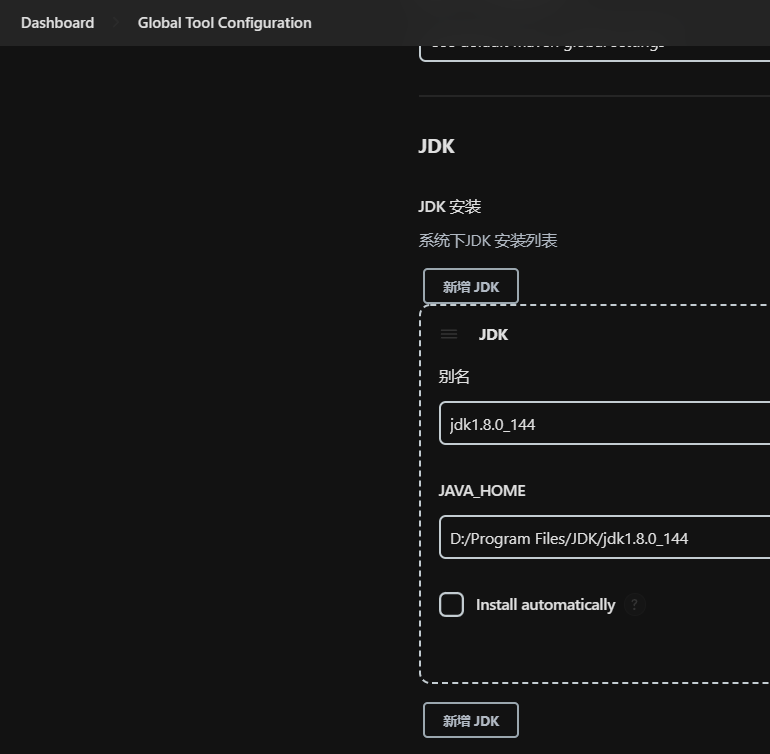 Dashboard Global Tool Configuration
JDK
JDK 安装
系统下JDK 安装列表
新增 JDK
JDK
别名
jdk1.8.0_144
JAVA_HOME
D:/Program Files/JDK/jdk1.8.0_144
Install automatically ?
新增 JDK